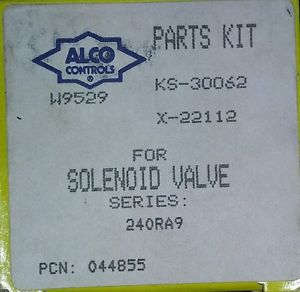 ALCO
CONTROLS
®
PARTS KIT
W9529
KS-30062
X-22112
FOR
SOLENOID VALVE
SERIES:
240RA9
PCN: 044855